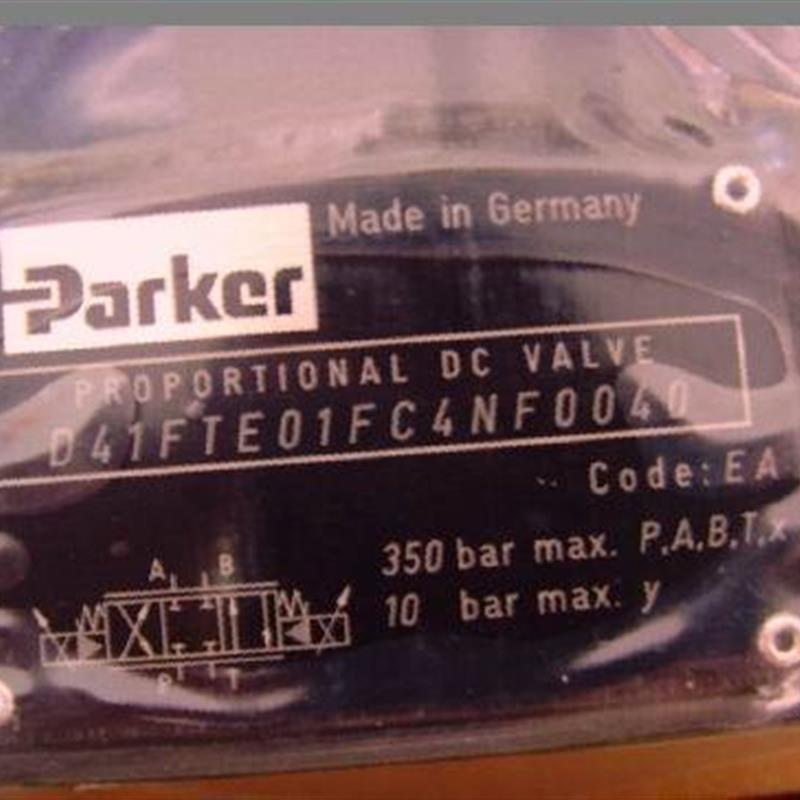 Made in Germany
Parker
PROPORTIONAL DC VALVE
D41FTE01FC4NF0040
Code: EA
350 bar max. P,A,B,T,x
10 bar max. y
A B
P T